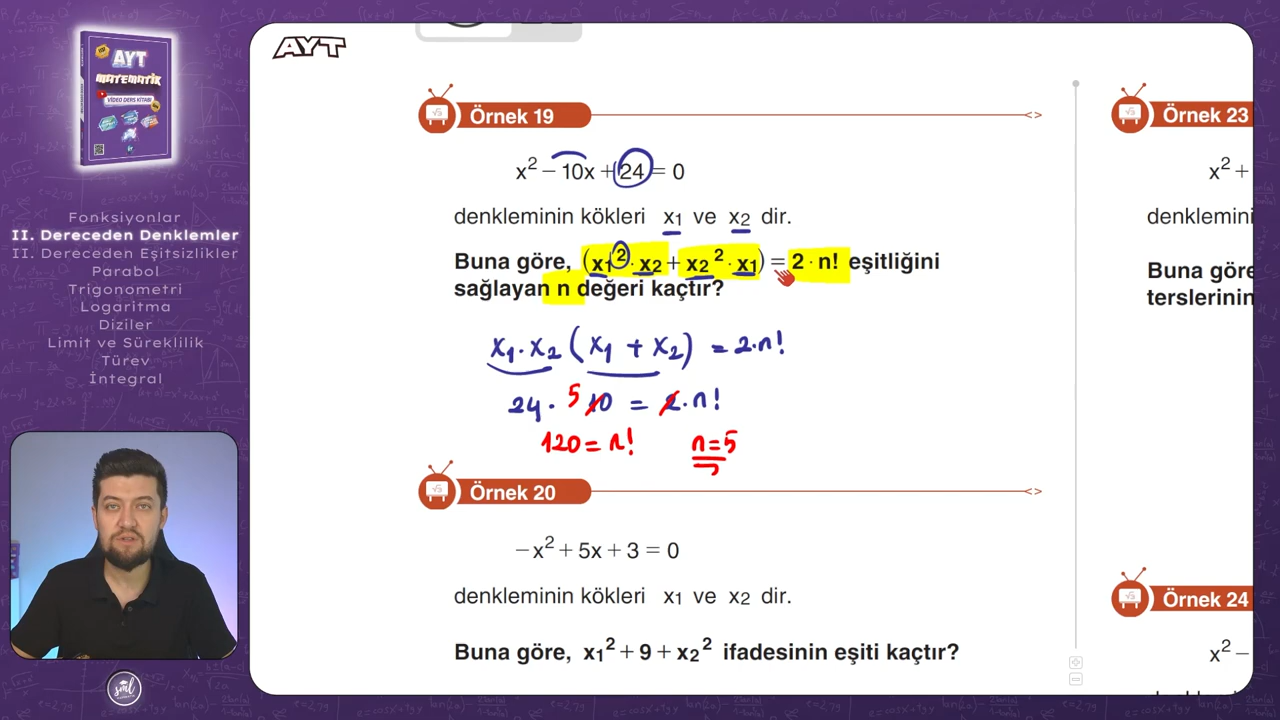 AYT
MATEMATİK
VİDEO DERS KİTABI
Fonksiyonlar
II. Dereceden Denklemler
II. Dereceden Eşitsizlikler
Parabol
Trigonometri
Logaritma
Diziler
Limit ve Süreklilik
Türev
İntegral
sml
AYT
Örnek 19
x² − 10x + 24 = 0
denkleminin kökleri x₁ ve x₂ dir.
Buna göre, (x₁² · x₂ + x₂² · x₁) = 2 · n! eşitliğini
sağlayan n değeri kaçtır?
x₁ · x₂ (x₁ + x₂) = 2 · n!
24 · 10 5 = 2 · n!
120 = n! n = 5
Örnek 20
−x² + 5x + 3 = 0
denkleminin kökleri x₁ ve x₂ dir.
Buna göre, x₁² + 9 + x₂² ifadesinin eşiti kaçtır?
Örnek 23
x² +
denklemini
Buna göre
terslerinin
Örnek 24
x² −